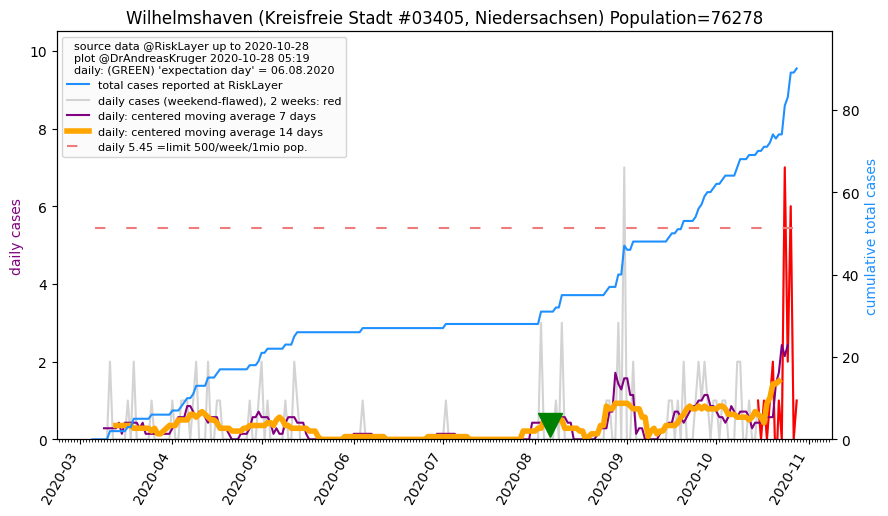 Wilhelmshaven (Kreisfreie Stadt #03405, Niedersachsen) Population=76278
source data @RiskLayer up to 2020-10-28
plot @DrAndreasKruger 2020-10-28 05:19
daily: (GREEN) 'expectation day' = 06.08.2020
total cases reported at RiskLayer
daily cases (weekend-flawed), 2 weeks: red
daily: centered moving average 7 days
daily: centered moving average 14 days
daily 5.45 =limit 500/week/1mio pop.
daily cases
10
8
6
4
2
0
cumulative total cases
80
60
40
20
0
2020-03
2020-04
2020-05
2020-06
2020-07
2020-08
2020-09
2020-10
2020-11